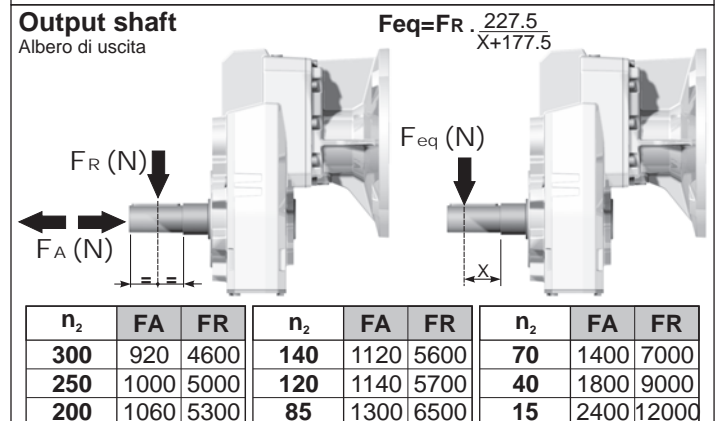 Output shaft
Albero di uscita
Feq=FR . 227.5
X+177.5
FR (N)
FA (N)
= =
Feq (N)
X
n2 FA FR n2 FA FR n2 FA FR
300 920 4600 140 1120 5600 70 1400 7000
250 1000 5000 120 1140 5700 40 1800 9000
200 1060 5300 85 1300 6500 15 2400 12000